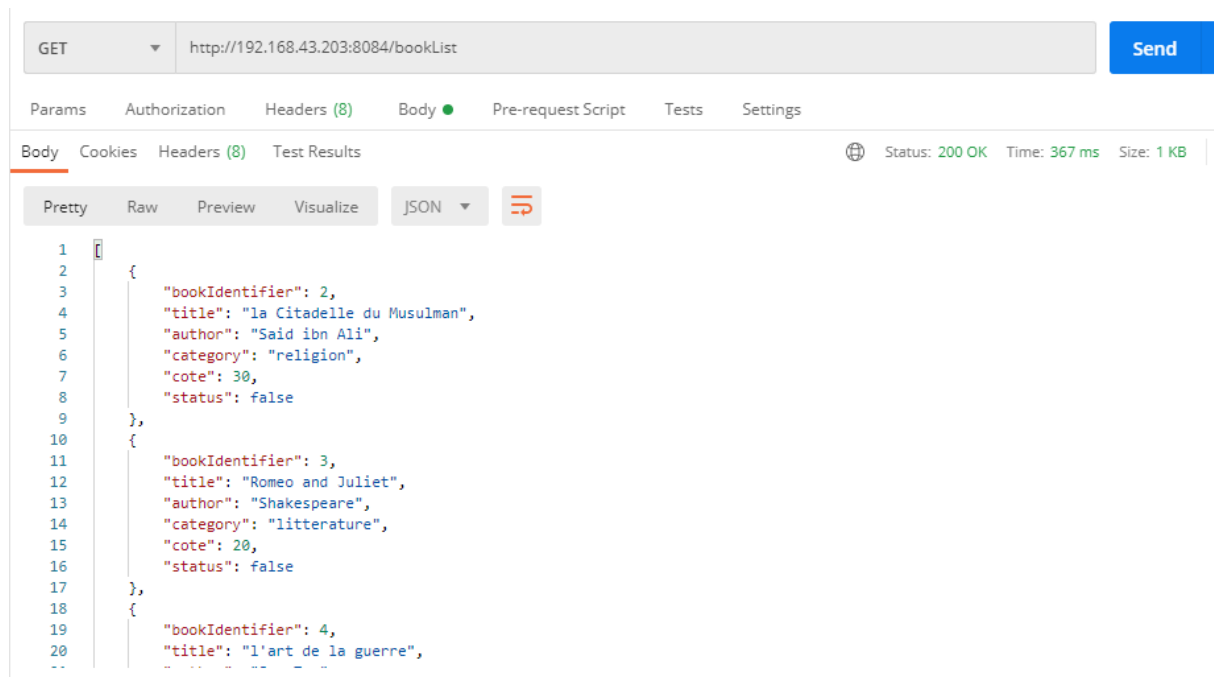 GET http://192.168.43.203:8084/bookList Send
Params Authorization Headers (8) Body Pre-request Script Tests Settings
Body Cookies Headers (8) Test Results Status: 200 OK Time: 367 ms Size: 1 KB
Pretty Raw Preview Visualize JSON
1 [
2 {
3 "bookIdentifier": 2,
4 "title": "la Citadelle du Musulman",
5 "author": "Said ibn Ali",
6 "category": "religion",
7 "cote": 30,
8 "status": false
9 },
10 {
11 "bookIdentifier": 3,
12 "title": "Romeo and Juliet",
13 "author": "Shakespeare",
14 "category": "litterature",
15 "cote": 20,
16 "status": false
17 },
18 {
19 "bookIdentifier": 4,
20 "title": "l'art de la guerre",